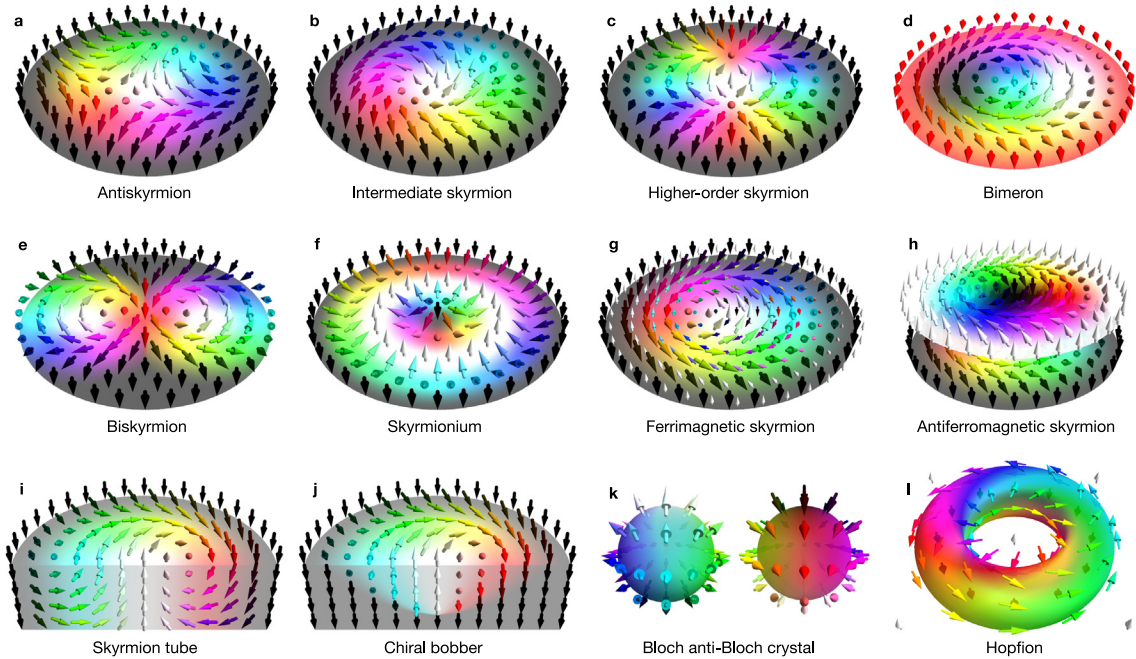 a b c d
Antiskyrmion Intermediate skyrmion Higher-order skyrmion Bimeron
e f g h
Biskyrmion Skyrmionium Ferrimagnetic skyrmion Antiferromagnetic skyrmion
i j k l
Skyrmion tube Chiral bobber Bloch anti-Bloch crystal Hopfion